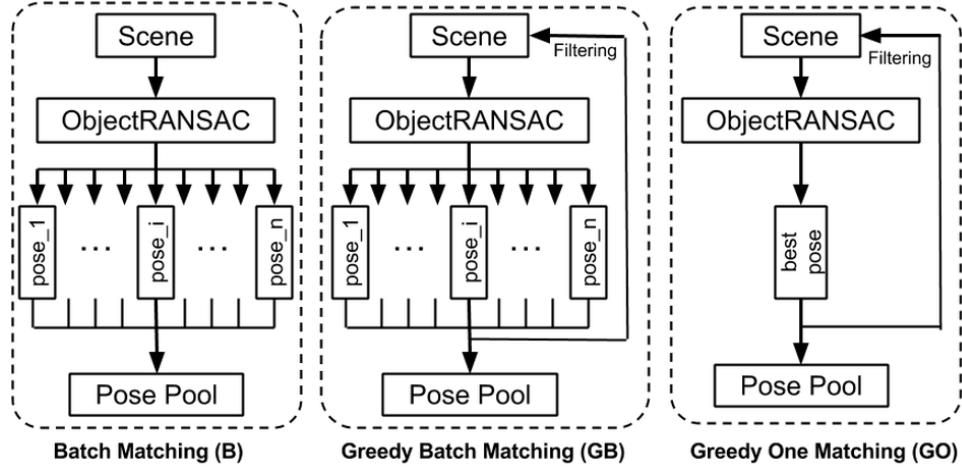 Scene
ObjectRANSAC
pose_1
...
pose_i
...
pose_n
Pose Pool
Batch Matching (B)
Scene
Filtering
ObjectRANSAC
pose_1
...
pose_i
...
pose_n
Pose Pool
Greedy Batch Matching (GB)
Scene
Filtering
ObjectRANSAC
best
pose
Pose Pool
Greedy One Matching (GO)